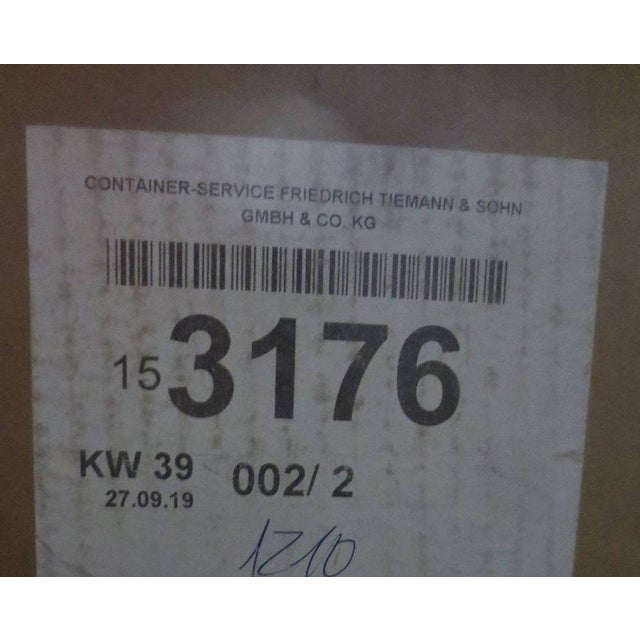 CONTAINER-SERVICE FRIEDRICH TIEMANN & SOHN
GMBH & CO. KG
15 3176
KW 39 002/ 2
27.09.19
1210